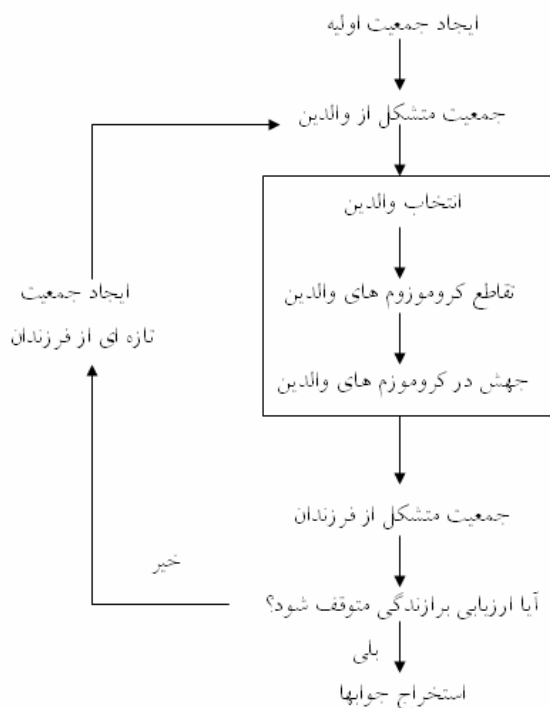 ایجاد جمعیت اولیه
جمعیت متشکل از والدین
انتخاب والدین
تقاطع کروموزوم های والدین
جهش در کروموزم های والدین
جمعیت متشکل از فرزندان
آیا ارزیابی برازندگی متوقف شود؟
خیر
ایجاد جمعیت
تازه ای از فرزندان
بلی
استخراج جوابها